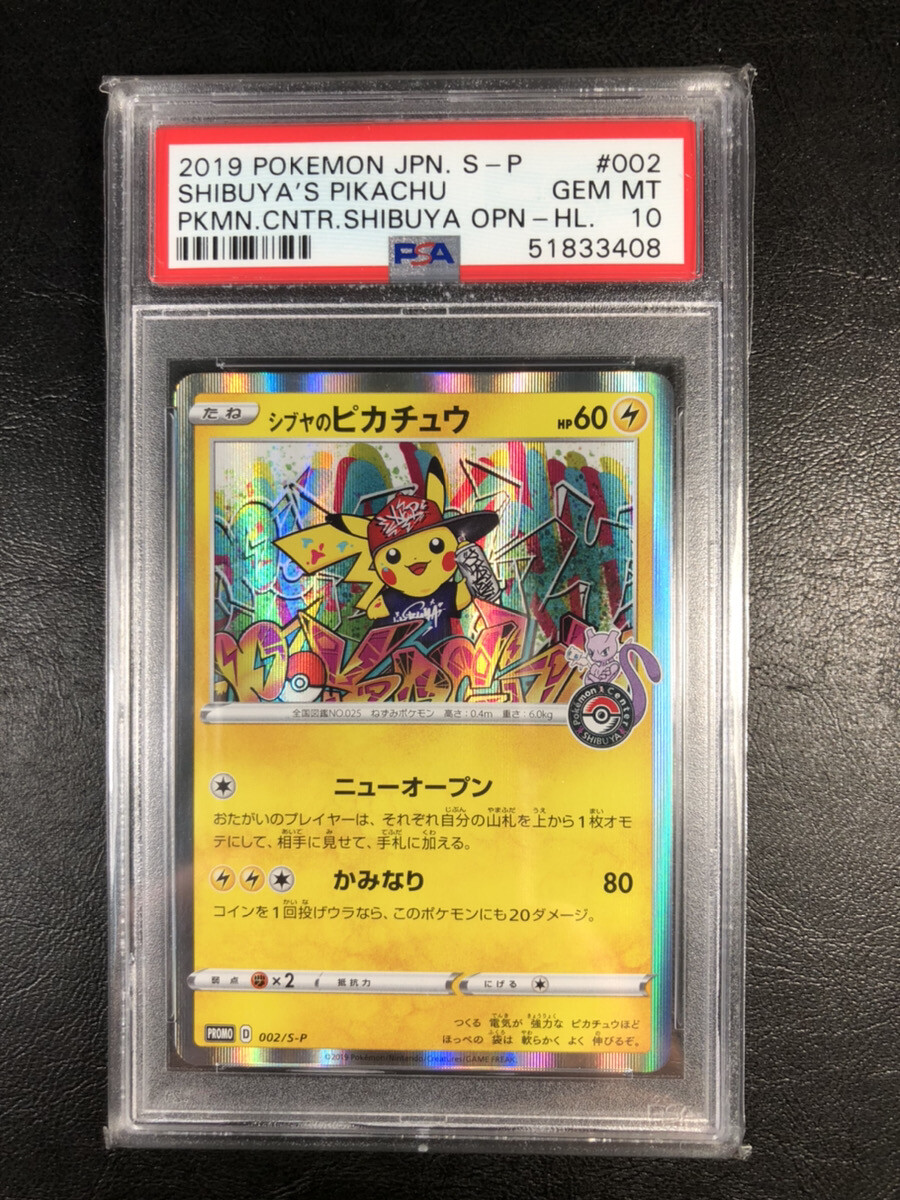 2019 POKEMON JPN. S-P #002
SHIBUYA'S PIKACHU GEM MT
PKMN.CNTR.SHIBUYA OPN-HL. 10
PSA 51833408
たね シブヤのピカチュウ HP60
Pokémon Center
SHIBUYA
全国図鑑NO.025 ねずみポケモン 高さ:0.4m 重さ:6.0kg
ニューオープン
おたがいのプレイヤーは、それぞれ自分の山札を上から1枚オモ
テにして、相手に見せて、手札に加える。
かみなり 80
コインを1回投げウラなら、このポケモンにも20ダメージ。
弱点 ×2 抵抗力 にげる
つくる 電気が 強力な ピカチュウほど
ほっぺの 袋は 軟らかく よく 伸びるぞ。
PROMO D 002/S-P
©2019 Pokémon/Nintendo/Creatures/GAME FREAK.